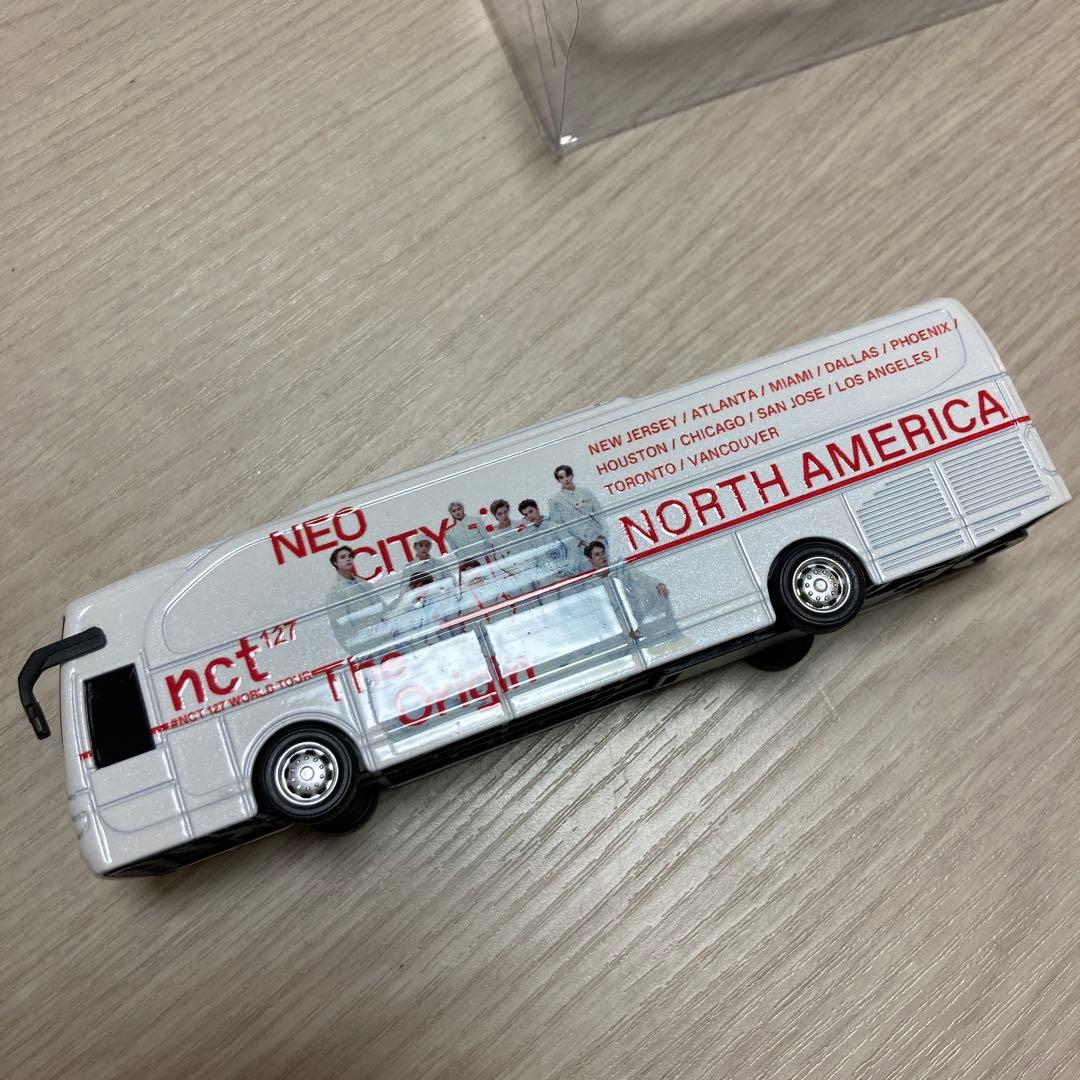 NEO
CITY
nct 127
#NCT 127 WORLD TOUR
The
Origin
NEW JERSEY / ATLANTA / MIAMI / DALLAS / PHOENIX /
HOUSTON / CHICAGO / SAN JOSE / LOS ANGELES /
TORONTO / VANCOUVER
NORTH AMERICA